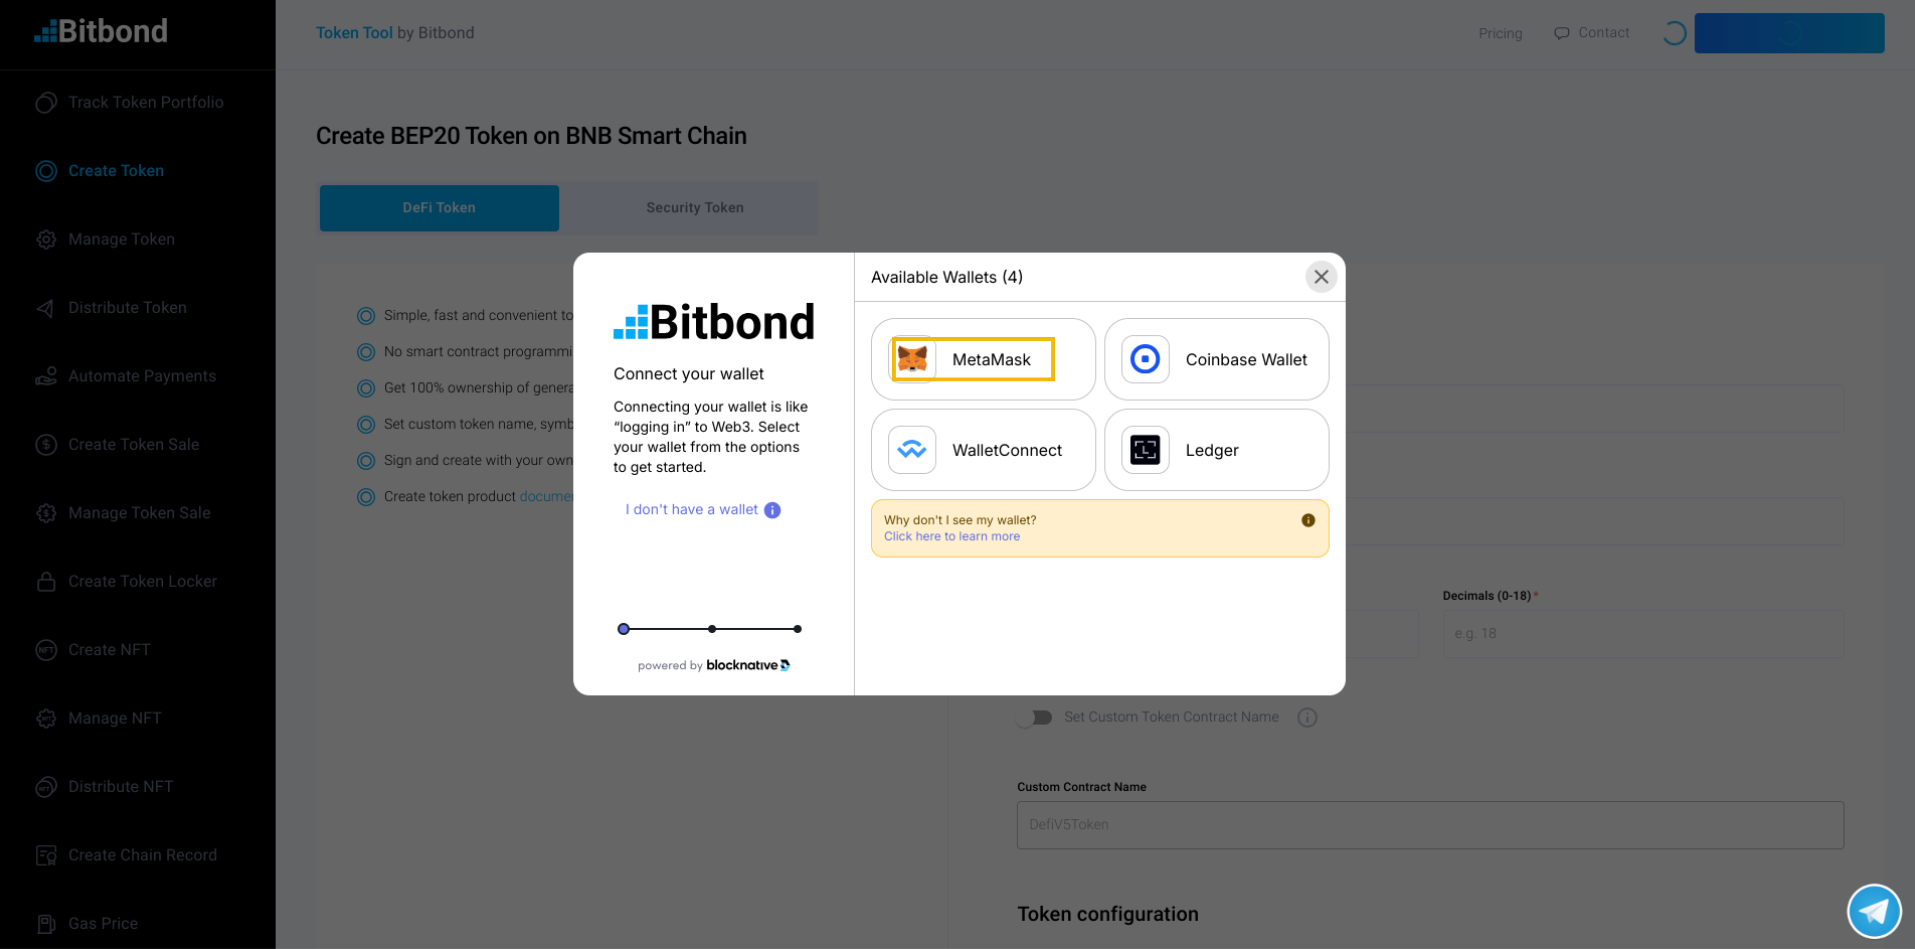 Bitbond
Token Tool by Bitbond
Pricing
Contact
Track Token Portfolio
Create Token
Manage Token
Distribute Token
Automate Payments
Create Token Sale
Manage Token Sale
Create Token Locker
Create NFT
Manage NFT
Distribute NFT
Create Chain Record
Gas Price
Create BEP20 Token on BNB Smart Chain
DeFi Token
Security Token
Simple, fast and convenient to
No smart contract programmi
Get 100% ownership of genera
Set custom token name, symb
Sign and create with your own
Create token product docume
Bitbond
Connect your wallet
Connecting your wallet is like
“logging in” to Web3. Select
your wallet from the options
to get started.
I don't have a wallet
powered by blocknative
Available Wallets (4)
MetaMask
Coinbase Wallet
WalletConnect
Ledger
Why don't I see my wallet?
Click here to learn more
Decimals (0-18) *
e.g. 18
Set Custom Token Contract Name
Custom Contract Name
DefiV5Token
Token configuration